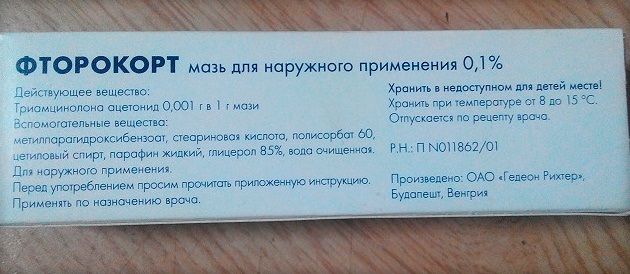 ФТОРОКОРТ мазь для наружного применения 0,1%
Действующее вещество:
Триамцинолона ацетонид 0,001 г в 1 г мази
Вспомогательные вещества:
метилпарагидроксибензоат, стеариновая кислота, полисорбат 60,
цетиловый спирт, парафин жидкий, глицерол 85%, вода очищенная.
Для наружного применения.
Перед употреблением просим прочитать приложенную инструкцию.
Применять по назначению врача.
Хранить в недоступном для детей месте!
Хранить при температуре от 8 до 15 °C.
Отпускается по рецепту врача.
Р.Н.: П N011862/01
Произведено: ОАО «Гедеон Рихтер»,
Будапешт, Венгрия